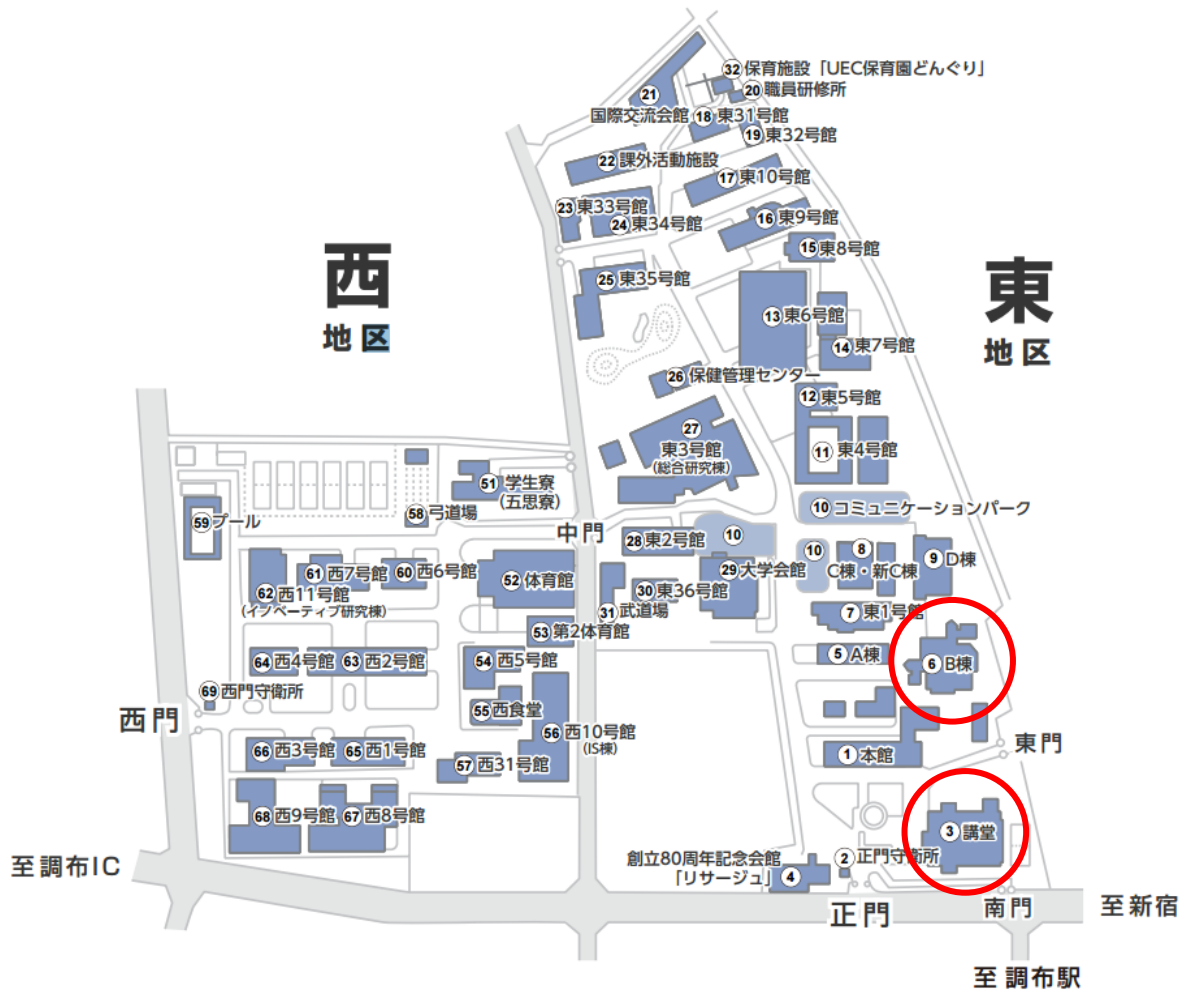 32 保育施設「UEC保育園どんぐり」
20 職員研修所
21
国際交流会館
18 東31号館
19 東32号館
22 課外活動施設
17 東10号館
23 東33号館
24 東34号館
16 東9号館
15 東8号館
25 東35号館
西
地区
東
地区
13 東6号館
14 東7号館
26 保健管理センター
12 東5号館
27
東3号館
(総合研究棟)
11 東4号館
51 学生寮
(五思寮)
10 コミュニケーションパーク
58 弓道場
59 プール
中門
28 東2号館
10
10
8
C棟・新C棟
9 D棟
29 大学会館
30 東36号館
31 武道場
52 体育館
60 西6号館
61 西7号館
62 西11号館
(イノベーティブ研究棟)
7 東1号館
53 第2体育館
5 A棟
6 B棟
54 西5号館
64 西4号館
63 西2号館
69 西門守衛所
西門
55 西食堂
56 西10号館
(IS棟)
66 西3号館
65 西1号館
57 西31号館
1 本館
東門
68 西9号館
67 西8号館
3 講堂
至調布IC
創立80周年記念会館
「リサージュ」 4
2 正門守衛所
正門
南門
至新宿
至 調布駅